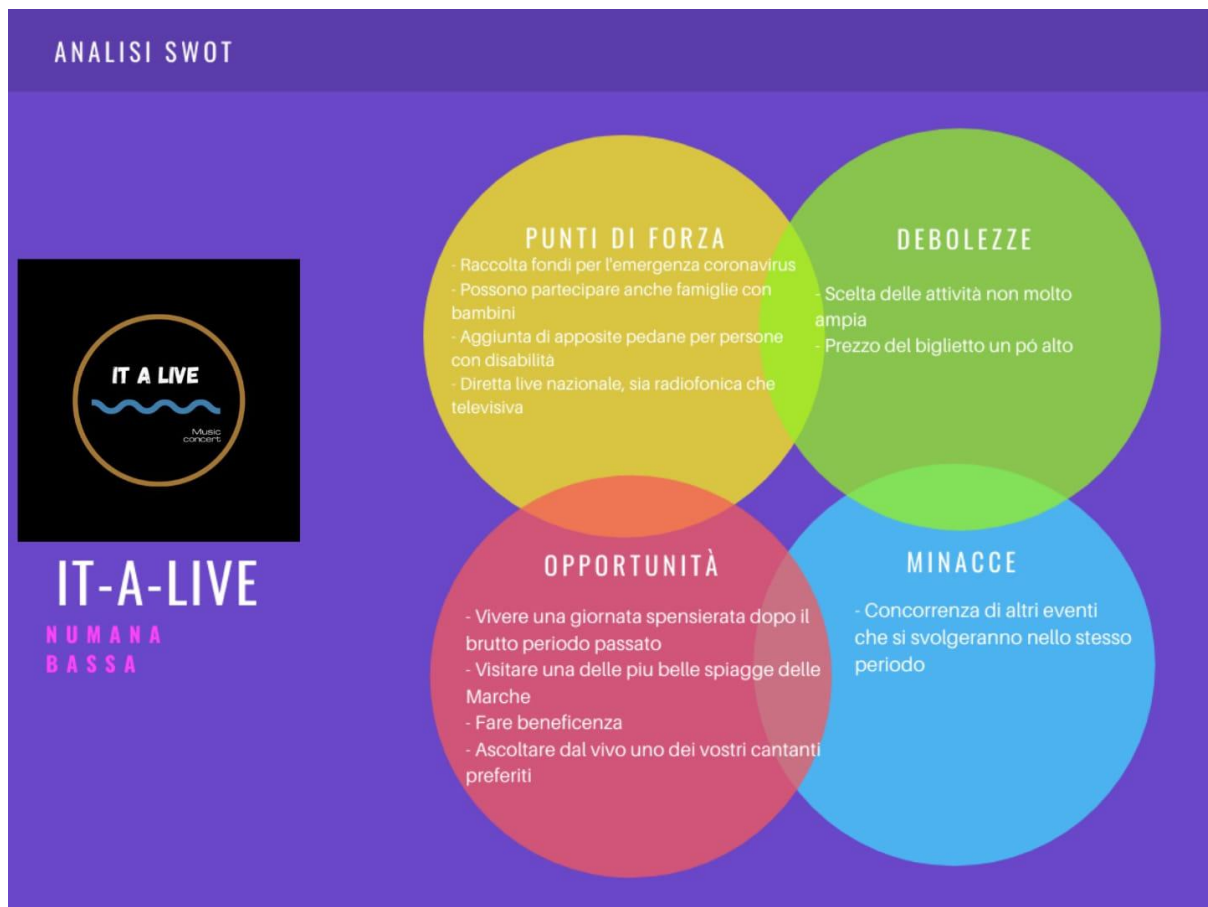 ANALISI SWOT
IT A LIVE
Music
concert
IT-A-LIVE
NUMANA
BASSA
PUNTI DI FORZA
- Raccolta fondi per l'emergenza coronavirus
- Possono partecipare anche famiglie con
bambini
- Aggiunta di apposite pedane per persone
con disabilità
- Diretta live nazionale, sia radiofonica che
televisiva
DEBOLEZZE
- Scelta delle attività non molto
ampia
- Prezzo del biglietto un pó alto
OPPORTUNITÀ
- Vivere una giornata spensierata dopo il
brutto periodo passato
- Visitare una delle piu belle spiagge delle
Marche
- Fare beneficenza
- Ascoltare dal vivo uno dei vostri cantanti
preferiti
MINACCE
- Concorrenza di altri eventi
che si svolgeranno nello stesso
periodo